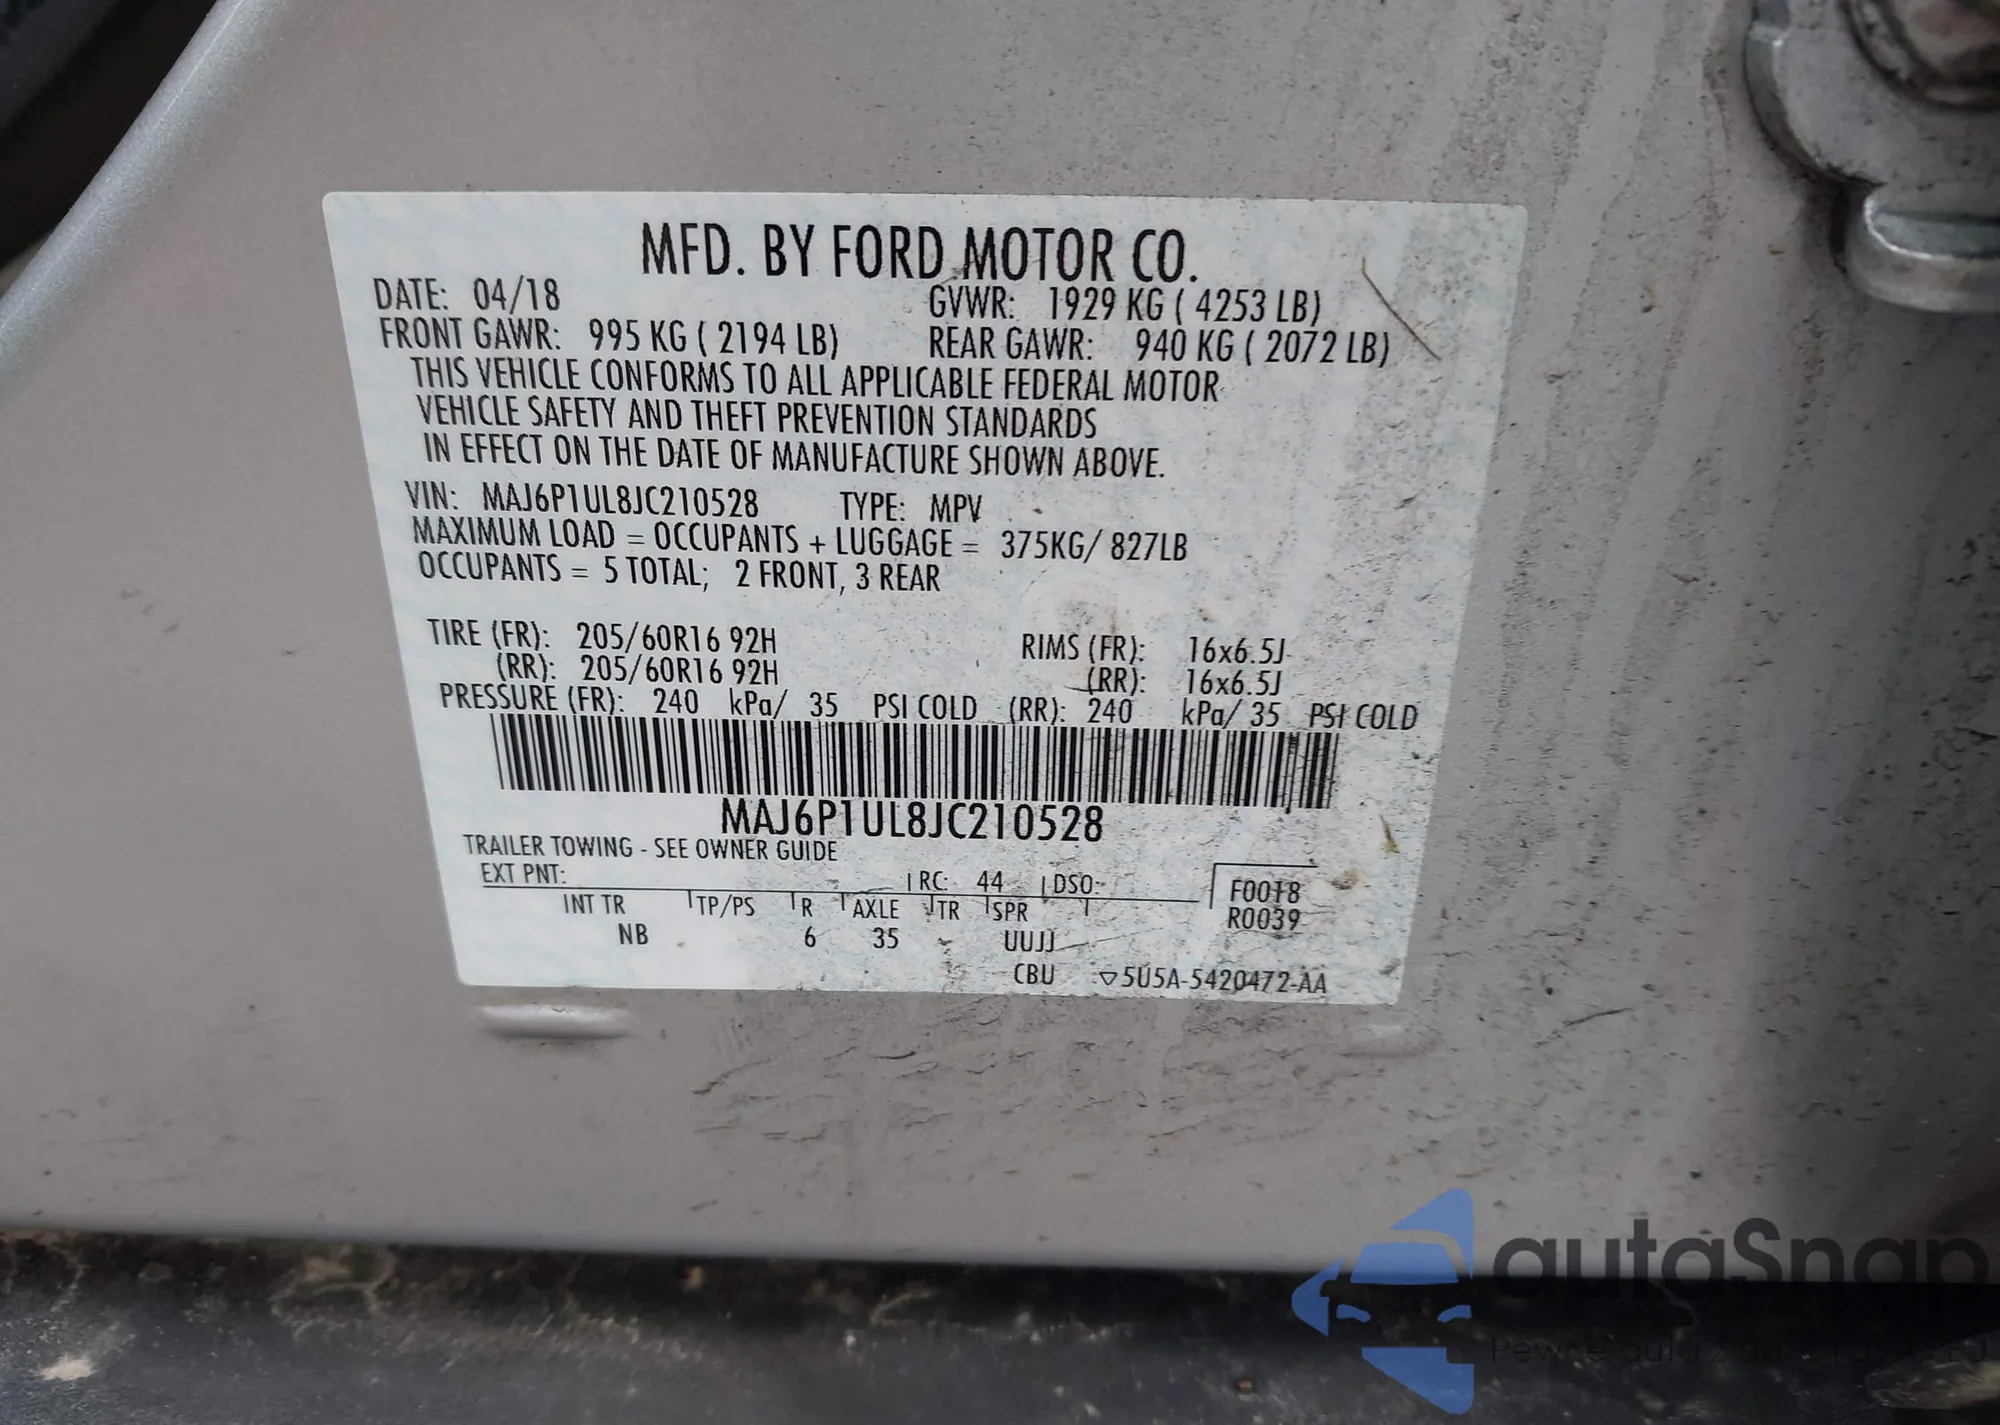 MFD. BY FORD MOTOR CO.
DATE: 04/18 GVWR: 1929 KG ( 4253 LB)
FRONT GAWR: 995 KG ( 2194 LB) REAR GAWR: 940 KG ( 2072 LB)
THIS VEHICLE CONFORMS TO ALL APPLICABLE FEDERAL MOTOR
VEHICLE SAFETY AND THEFT PREVENTION STANDARDS
IN EFFECT ON THE DATE OF MANUFACTURE SHOWN ABOVE.
VIN: MAJ6P1UL8JC210528 TYPE: MPV
MAXIMUM LOAD = OCCUPANTS + LUGGAGE = 375KG/ 827LB
OCCUPANTS = 5 TOTAL; 2 FRONT, 3 REAR
TIRE (FR): 205/60R16 92H RIMS (FR): 16x6.5J
(RR): 205/60R16 92H (RR): 16x6.5J
PRESSURE (FR): 240 kPa/ 35 PSI COLD (RR): 240 kPa/ 35 PSI COLD
MAJ6P1UL8JC210528
TRAILER TOWING - SEE OWNER GUIDE
EXT PNT: RC: 44 DSO: F0018
INT TR TP/PS R AXLE TR SPR R0039
NB 6 35 UUJJ
CBU ▽5U5A-5420472-AA
autoSnap
Pewne auta z